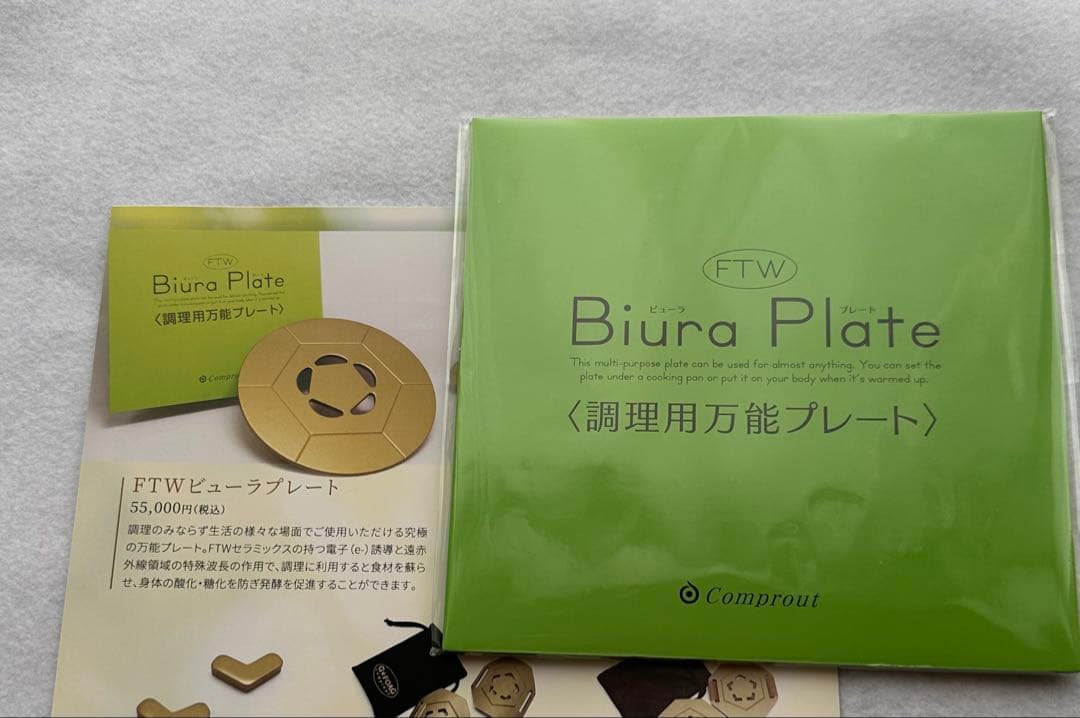 FTW
Biura Plate
〈調理用万能プレート〉
Compro
FTWビューラプレート
55,000円(税込)
調理のみならず生活の様々な場面でご使用いただける究極
の万能プレート。FTWセラミックスの持つ電子(e-)誘導と遠赤
外線領域の特殊波長の作用で、調理に利用すると食材を蘇ら
せ、身体の酸化・糖化を防ぎ発酵を促進することができます。
FTW
ビューラ プレート
Biura Plate
This multi-purpose plate can be used for almost anything. You can set the
plate under a cooking pan or put it on your body when it's warmed up.
〈調理用万能プレート〉
Comprout